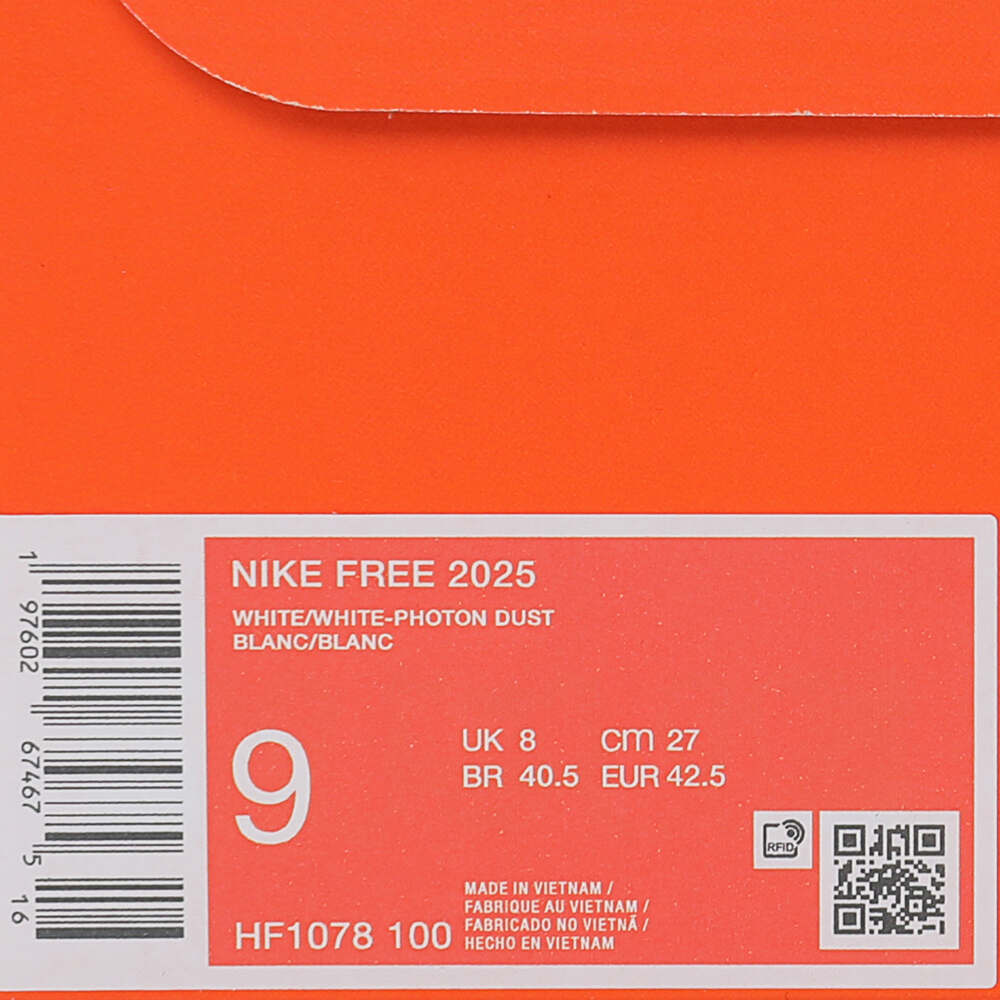 NIKE FREE 2025
WHITE/WHITE-PHOTON DUST
BLANC/BLANC
9
UK 8 cm 27
BR 40.5 EUR 42.5
RFID
HF1078 100
MADE IN VIETNAM /
FABRIQUE AU VIETNAM /
FABRICADO NO VIETNÃ /
HECHO EN VIETNAM
1 97602 67467 5 16